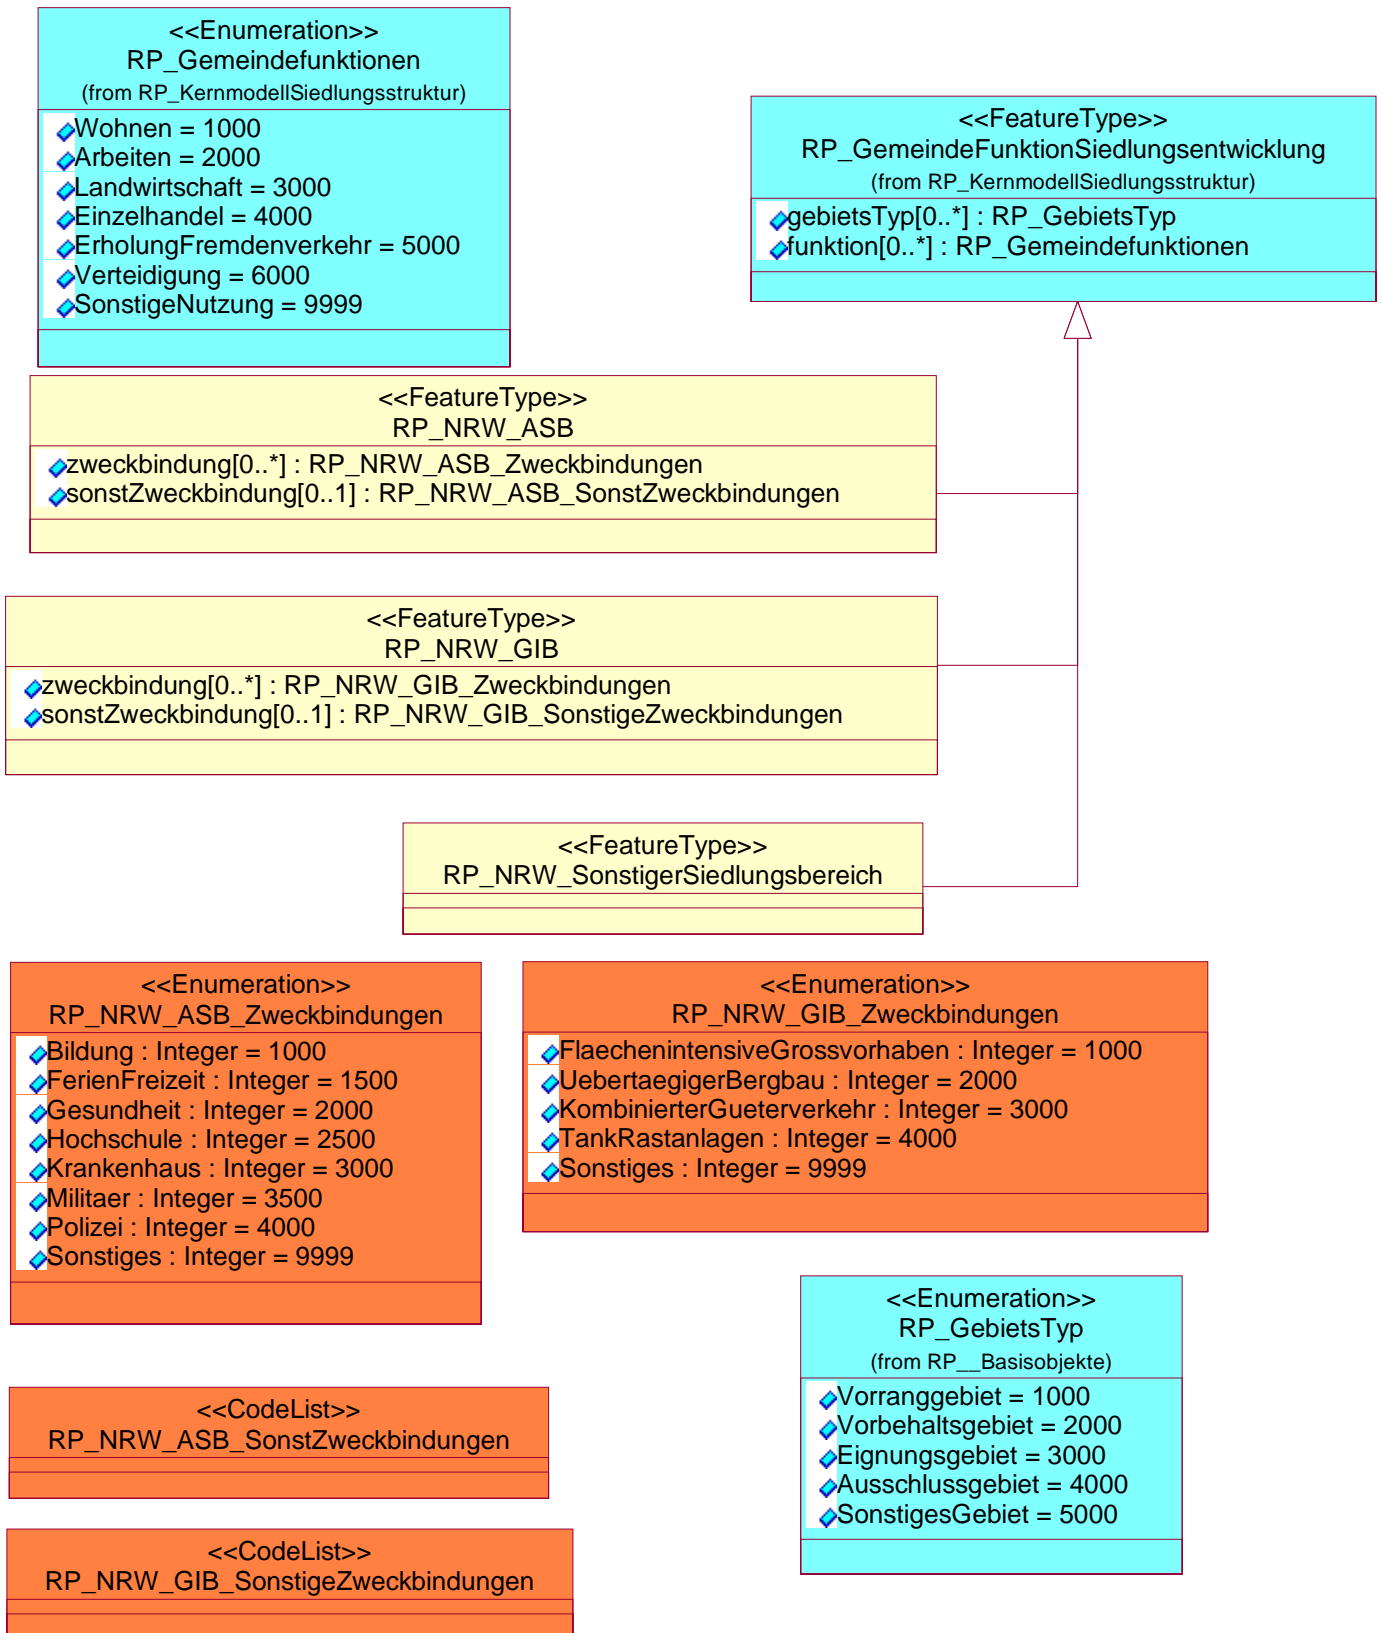 <<Enumeration>>
RP_Gemeindefunktionen
(from RP_KernmodellSiedlungsstruktur)
Wohnen = 1000
Arbeiten = 2000
Landwirtschaft = 3000
Einzelhandel = 4000
ErholungFremdenverkehr = 5000
Verteidigung = 6000
SonstigeNutzung = 9999
<<FeatureType>>
RP_GemeindeFunktionSiedlungsentwicklung
(from RP_KernmodellSiedlungsstruktur)
gebietsTyp[0..*] : RP_GebietsTyp
funktion[0..*] : RP_Gemeindefunktionen
<<FeatureType>>
RP_NRW_ASB
zweckbindung[0..*] : RP_NRW_ASB_Zweckbindungen
sonstZweckbindung[0..1] : RP_NRW_ASB_SonstZweckbindungen
<<FeatureType>>
RP_NRW_GIB
zweckbindung[0..*] : RP_NRW_GIB_Zweckbindungen
sonstZweckbindung[0..1] : RP_NRW_GIB_SonstigeZweckbindungen
<<FeatureType>>
RP_NRW_SonstigerSiedlungsbereich
<<Enumeration>>
RP_NRW_ASB_Zweckbindungen
Bildung : Integer = 1000
FerienFreizeit : Integer = 1500
Gesundheit : Integer = 2000
Hochschule : Integer = 2500
Krankenhaus : Integer = 3000
Militaer : Integer = 3500
Polizei : Integer = 4000
Sonstiges : Integer = 9999
<<Enumeration>>
RP_NRW_GIB_Zweckbindungen
FlaechenintensiveGrossvorhaben : Integer = 1000
UebertaegigerBergbau : Integer = 2000
KombinierterGueterverkehr : Integer = 3000
TankRastanlagen : Integer = 4000
Sonstiges : Integer = 9999
<<Enumeration>>
RP_GebietsTyp
(from RP__Basisobjekte)
Vorranggebiet = 1000
Vorbehaltsgebiet = 2000
Eignungsgebiet = 3000
Ausschlussgebiet = 4000
SonstigesGebiet = 5000
<<CodeList>>
RP_NRW_ASB_SonstZweckbindungen
<<CodeList>>
RP_NRW_GIB_SonstigeZweckbindungen